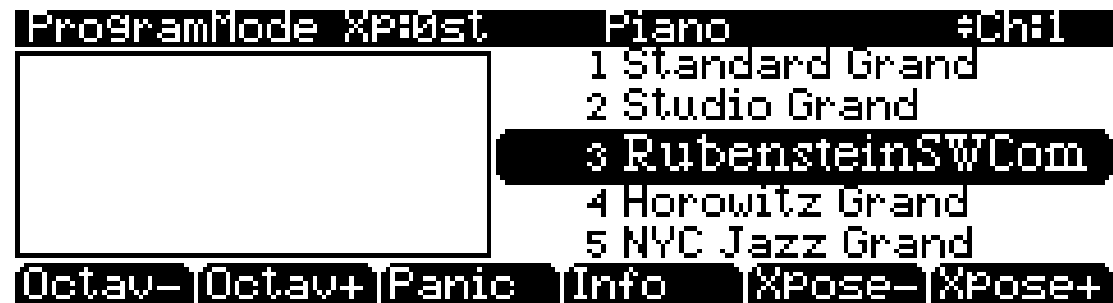 ProgramMode Xp:0st Piano ⬍Ch:1
1 Standard Grand
2 Studio Grand
3 RubensteinSWCom
4 Horowitz Grand
5 NYC Jazz Grand
Octav- Octav+ Panic Info Xpose- Xpose+